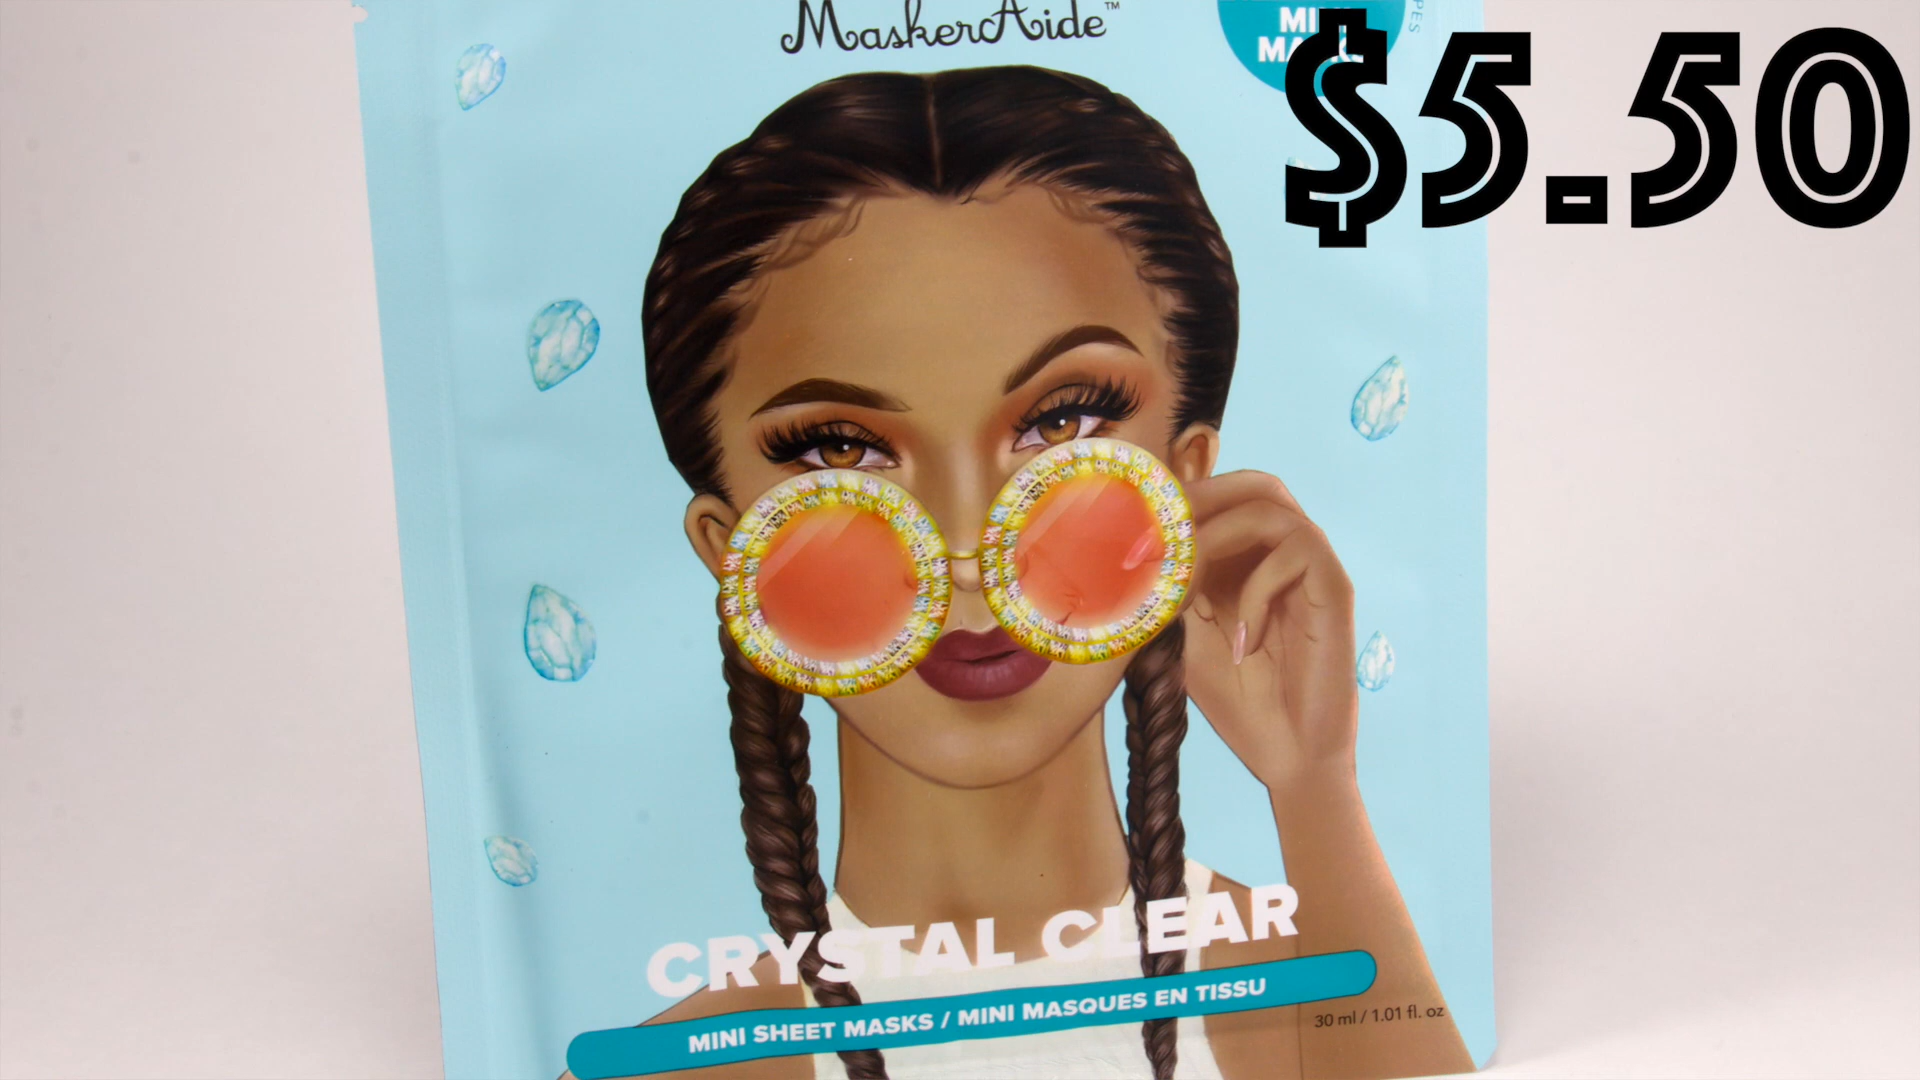 MaskerAide™
$5.50
CRYSTAL CLEAR
MINI SHEET MASKS / MINI MASQUES EN TISSU
30 ml / 1.01 fl. oz